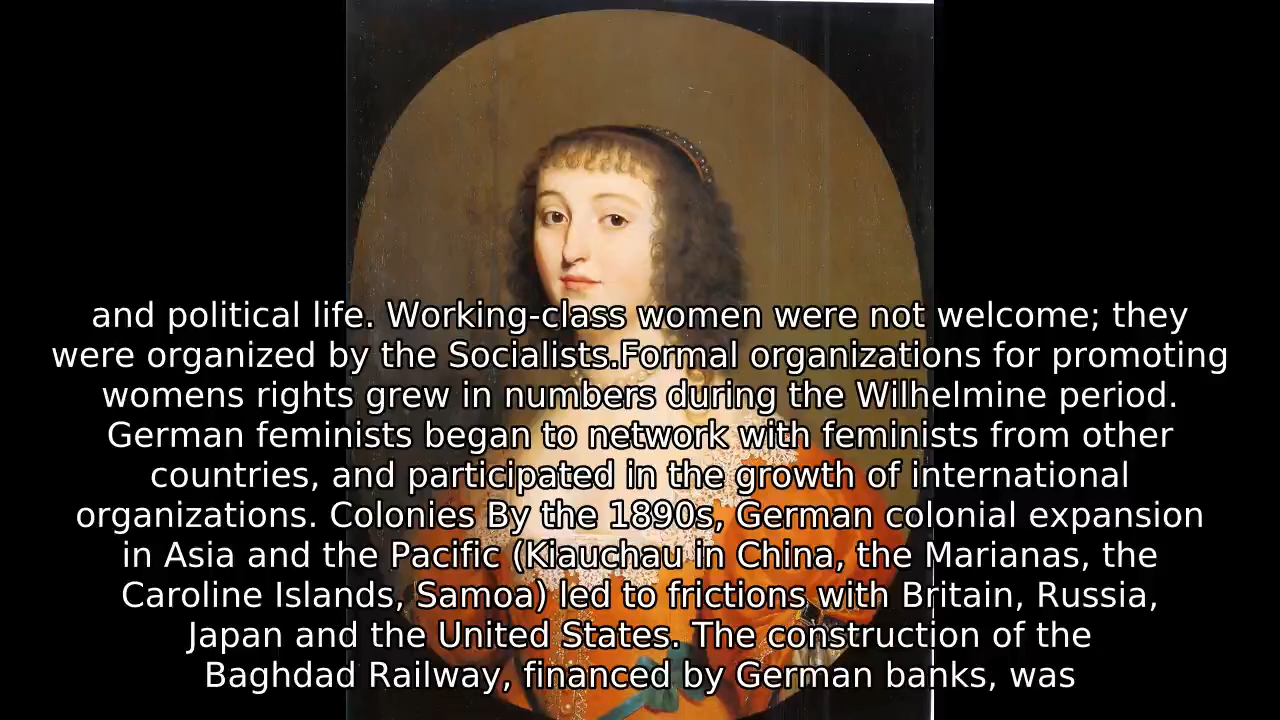 and political life. Working-class women were not welcome; they
were organized by the Socialists.Formal organizations for promoting
womens rights grew in numbers during the Wilhelmine period.
German feminists began to network with feminists from other
countries, and participated in the growth of international
organizations. Colonies By the 1890s, German colonial expansion
in Asia and the Pacific (Kiauchau in China, the Marianas, the
Caroline Islands, Samoa) led to frictions with Britain, Russia,
Japan and the United States. The construction of the
Baghdad Railway, financed by German banks, was